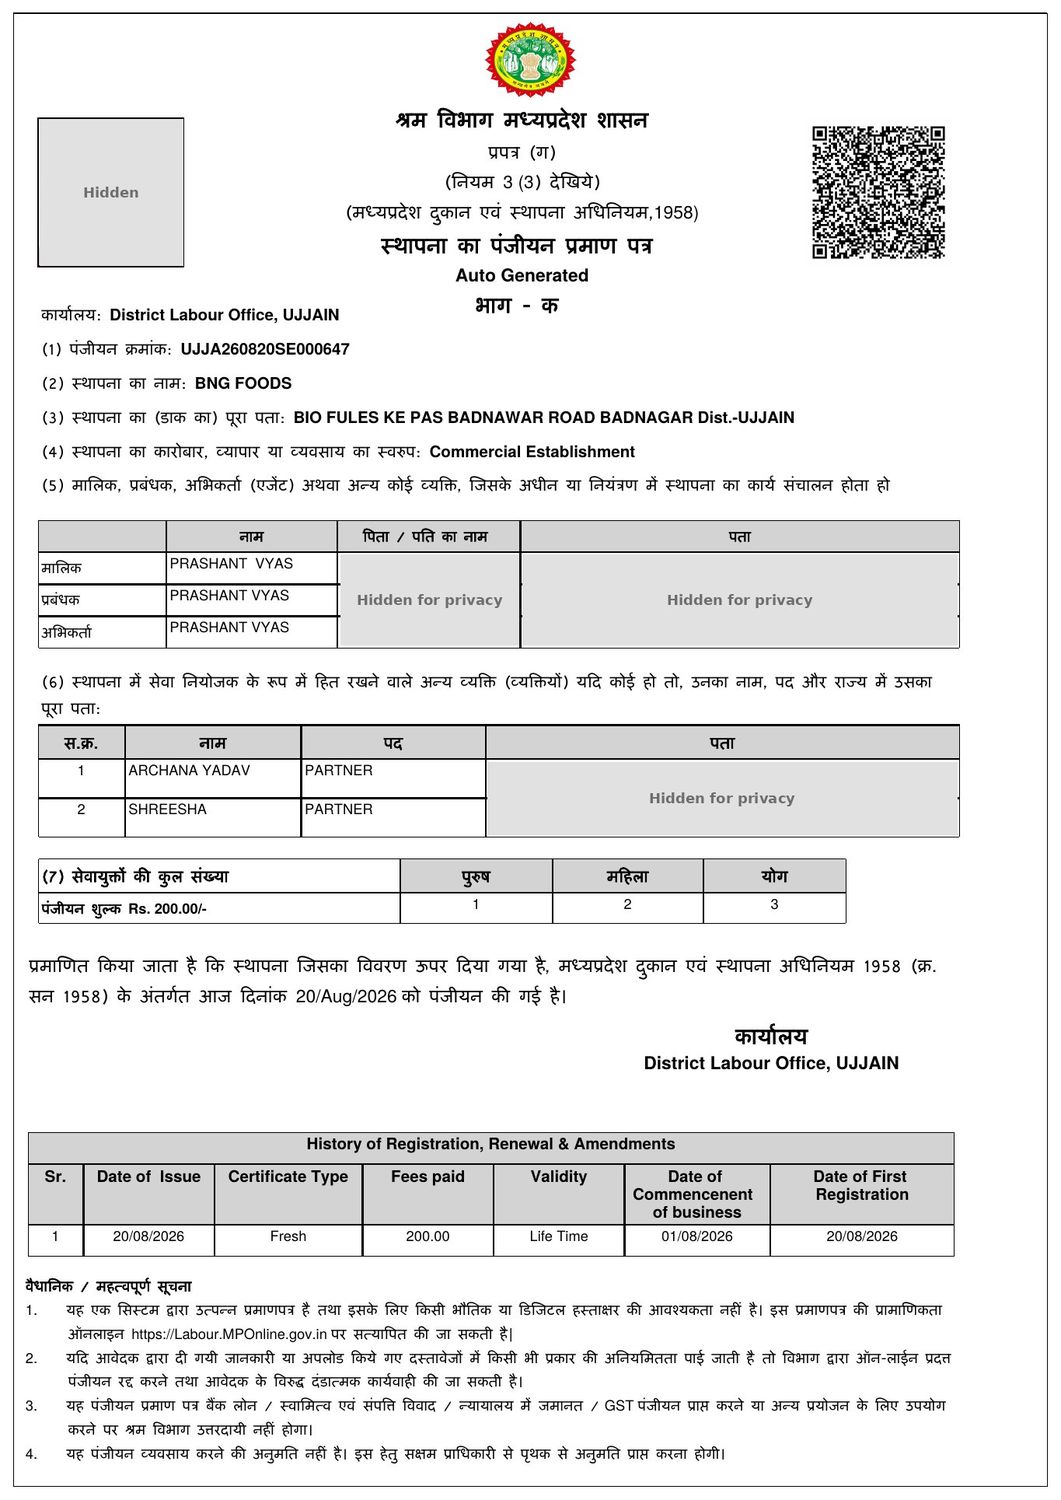 श्रम विभाग मध्यप्रदेश शासन
प्रपत्र (ग)
(नियम 3 (3) देखिये)
(मध्यप्रदेश दुकान एवं स्थापना अधिनियम,1958)
स्थापना का पंजीयन प्रमाण पत्र
Auto Generated
भाग - क
Hidden
कार्यालय: District Labour Office, UJJAIN
(1) पंजीयन क्रमांक: UJJA260820SE000647
(2) स्थापना का नाम: BNG FOODS
(3) स्थापना का (डाक का) पूरा पता: BIO FULES KE PAS BADNAWAR ROAD BADNAGAR Dist.-UJJAIN
(4) स्थापना का कारोबार, व्यापार या व्यवसाय का स्वरुप: Commercial Establishment
(5) मालिक, प्रबंधक, अभिकर्ता (एजेंट) अथवा अन्य कोई व्यक्ति, जिसके अधीन या नियंत्रण में स्थापना का कार्य संचालन होता हो
नाम पिता / पति का नाम पता
मालिक PRASHANT VYAS
प्रबंधक PRASHANT VYAS Hidden for privacy Hidden for privacy
अभिकर्ता PRASHANT VYAS
(6) स्थापना में सेवा नियोजक के रूप में हित रखने वाले अन्य व्यक्ति (व्यक्तियों) यदि कोई हो तो, उनका नाम, पद और राज्य में उसका
पूरा पता:
स.क्र. नाम पद पता
1 ARCHANA YADAV PARTNER
Hidden for privacy
2 SHREESHA PARTNER
(7) सेवायुक्तों की कुल संख्या पुरुष महिला योग
पंजीयन शुल्क Rs. 200.00/- 1 2 3
प्रमाणित किया जाता है कि स्थापना जिसका विवरण ऊपर दिया गया है, मध्यप्रदेश दुकान एवं स्थापना अधिनियम 1958 (क्र.
सन 1958) के अंतर्गत आज दिनांक 20/Aug/2026 को पंजीयन की गई है।
कार्यालय
District Labour Office, UJJAIN
History of Registration, Renewal & Amendments
Sr. Date of Issue Certificate Type Fees paid Validity Date of Commencenent of business Date of First Registration
1 20/08/2026 Fresh 200.00 Life Time 01/08/2026 20/08/2026
वैधानिक / महत्वपूर्ण सूचना
1. यह एक सिस्टम द्वारा उत्पन्न प्रमाणपत्र है तथा इसके लिए किसी भौतिक या डिजिटल हस्ताक्षर की आवश्यकता नहीं है। इस प्रमाणपत्र की प्रामाणिकता
ऑनलाइन https://Labour.MPOnline.gov.in पर सत्यापित की जा सकती है|
2. यदि आवेदक द्वारा दी गयी जानकारी या अपलोड किये गए दस्तावेजों में किसी भी प्रकार की अनियमितता पाई जाती है तो विभाग द्वारा ऑन-लाईन प्रदत्त
पंजीयन रद्द करने तथा आवेदक के विरुद्ध दंडात्मक कार्यवाही की जा सकती है।
3. यह पंजीयन प्रमाण पत्र बैंक लोन / स्वामित्व एवं संपत्ति विवाद / न्यायालय में जमानत / GST पंजीयन प्राप्त करने या अन्य प्रयोजन के लिए उपयोग
करने पर श्रम विभाग उत्तरदायी नहीं होगा।
4. यह पंजीयन व्यवसाय करने की अनुमति नहीं है। इस हेतु सक्षम प्राधिकारी से पृथक से अनुमति प्राप्त करना होगी।